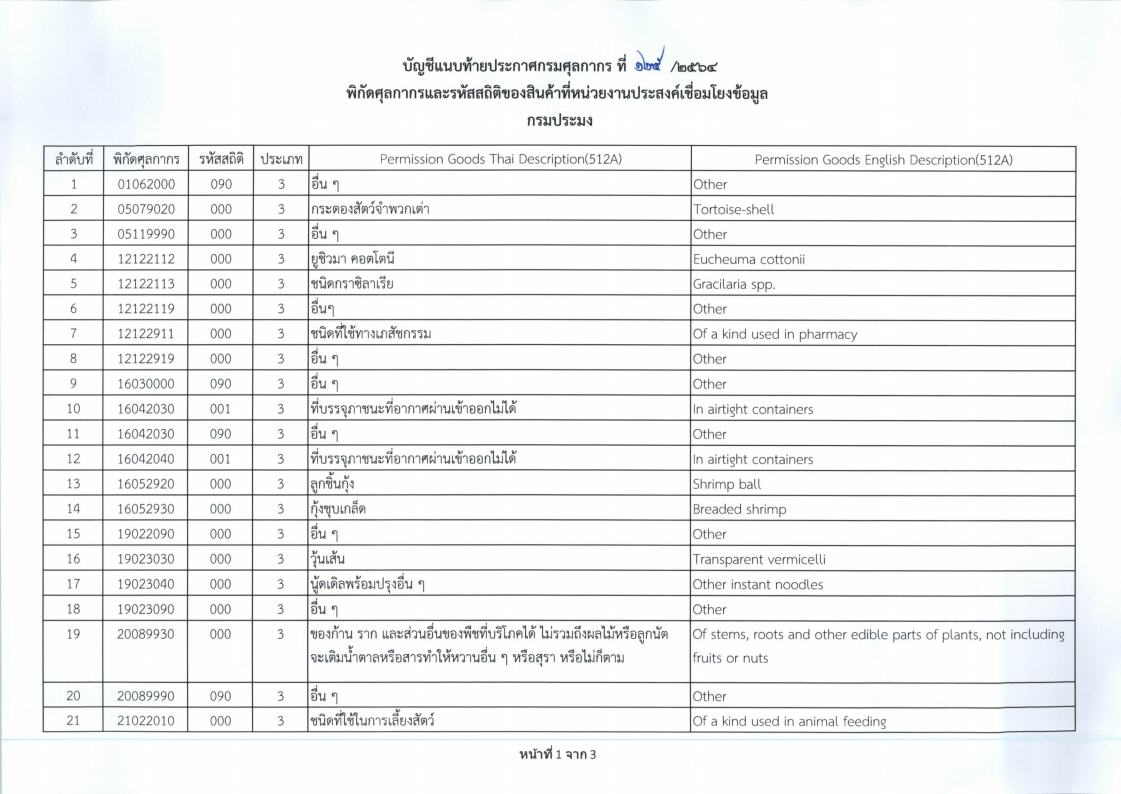 บัญชีแนบท้ายประกาศกรมศุลกากร ที่ ๑๒๕ /๒๕๖๔
พิกัดศุลกากรและรหัสสถิติของสินค้าที่หน่วยงานประสงค์เชื่อมโยงข้อมูล
กรมประมง
ลำดับที่ พิกัดศุลกากร รหัสสถิติ ประเภท Permission Goods Thai Description(512A) Permission Goods English Description(512A)
1 01062000 090 3 อื่น ๆ Other
2 05079020 000 3 กระดองสัตว์จำพวกเต่า Tortoise-shell
3 05119990 000 3 อื่น ๆ Other
4 12122112 000 3 ยูชิวมา คอตโตนี Eucheuma cottonii
5 12122113 000 3 ชนิดกราซิลาเรีย Gracilaria spp.
6 12122119 000 3 อื่นๆ Other
7 12122911 000 3 ชนิดที่ใช้ทางเภสัชกรรม Of a kind used in pharmacy
8 12122919 000 3 อื่น ๆ Other
9 16030000 090 3 อื่น ๆ Other
10 16042030 001 3 ที่บรรจุภาชนะที่อากาศผ่านเข้าออกไม่ได้ In airtight containers
11 16042030 090 3 อื่น ๆ Other
12 16042040 001 3 ที่บรรจุภาชนะที่อากาศผ่านเข้าออกไม่ได้ In airtight containers
13 16052920 000 3 ลูกชิ้นกุ้ง Shrimp ball
14 16052930 000 3 กุ้งชุบเกล็ด Breaded shrimp
15 19022090 000 3 อื่น ๆ Other
16 19023030 000 3 วุ้นเส้น Transparent vermicelli
17 19023040 000 3 นู้ดเดิลพร้อมปรุงอื่น ๆ Other instant noodles
18 19023090 000 3 อื่น ๆ Other
19 20089930 000 3 ของก้าน ราก และส่วนอื่นของพืชที่บริโภคได้ ไม่รวมถึงผลไม้หรือลูกนัต Of stems, roots and other edible parts of plants, not including
จะเติมน้ำตาลหรือสารทำให้หวานอื่น ๆ หรือสุรา หรือไม่ก็ตาม fruits or nuts
20 20089990 090 3 อื่น ๆ Other
21 21022010 000 3 ชนิดที่ใช้ในการเลี้ยงสัตว์ Of a kind used in animal feeding
หน้าที่ 1 จาก 3